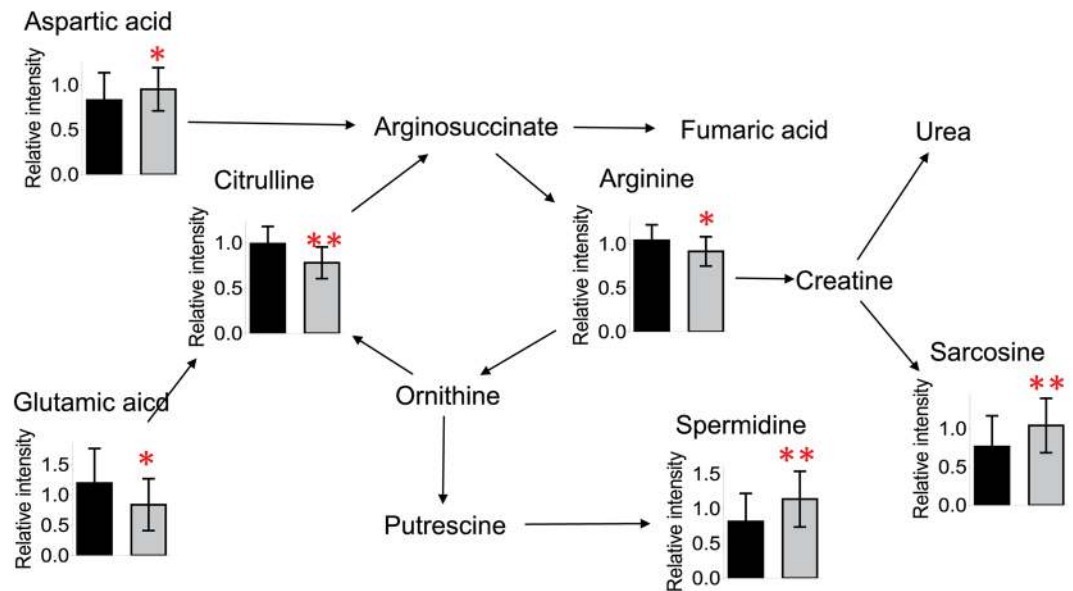 Aspartic acid
Relative intensity
1.0
0.5
0.0
*
Arginosuccinate
Fumaric acid
Urea
Citrulline
Relative intensity
1.0
0.5
0.0
**
Arginine
Relative intensity
1.0
0.5
0.0
*
Creatine
Glutamic aicd
Relative intensity
1.5
1.0
0.5
0.0
*
Ornithine
Sarcosine
Relative intensity
1.0
0.5
0.0
**
Putrescine
Spermidine
Relative intensity
1.5
1.0
0.5
0.0
**